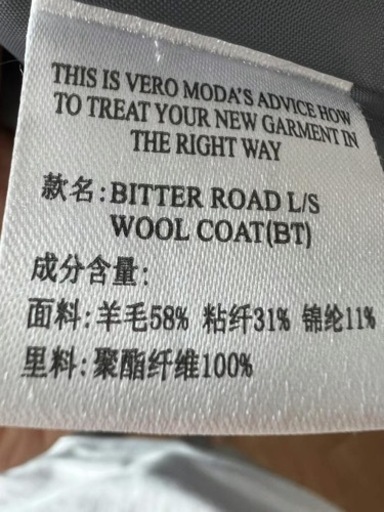 THIS IS VERO MODA'S ADVICE HOW
TO TREAT YOUR NEW GARMENT IN
THE RIGHT WAY
款名:BITTER ROAD L/S
WOOL COAT(BT)
成分含量:
面料:羊毛58% 粘纤31% 锦纶11%
里料:聚酯纤维100%